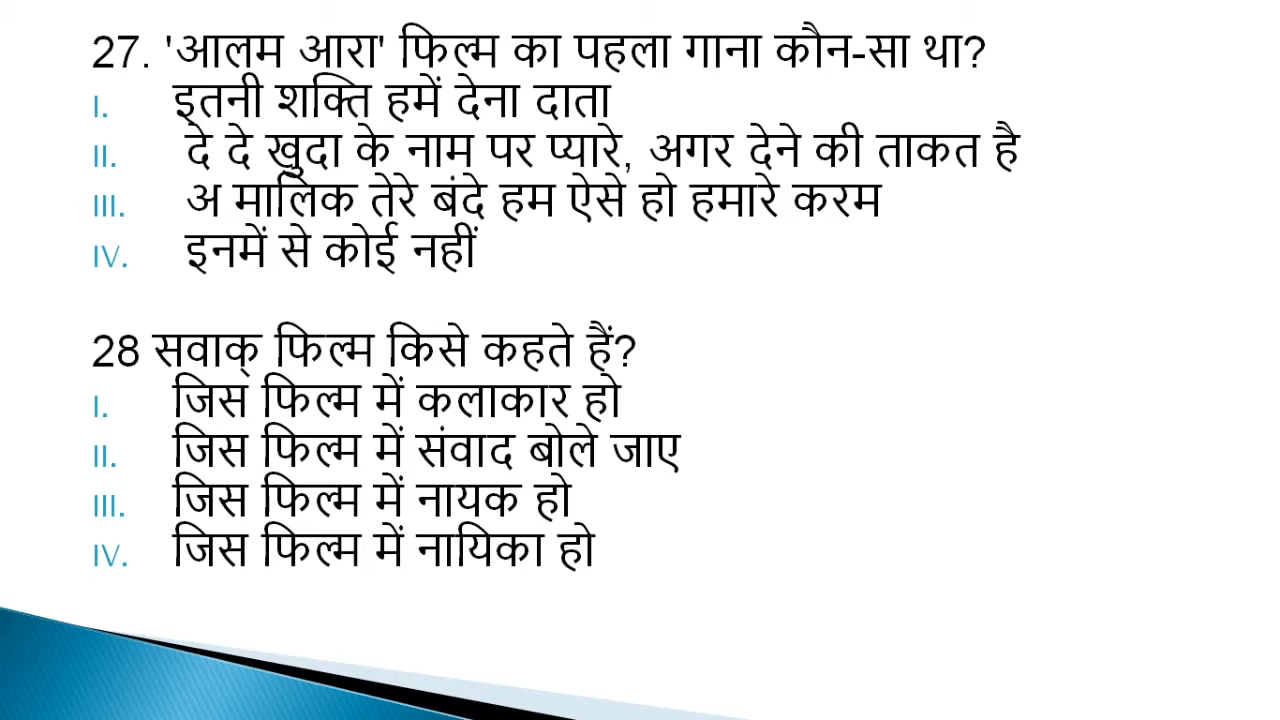 27. 'आलम आरा' फिल्म का पहला गाना कौन-सा था?
I. इतनी शक्ति हमें देना दाता
II. दे दे खुदा के नाम पर प्यारे, अगर देने की ताकत है
III. अ मालिक तेरे बंदे हम ऐसे हो हमारे करम
IV. इनमें से कोई नहीं
28 सवाक् फिल्म किसे कहते हैं?
I. जिस फिल्म में कलाकार हो
II. जिस फिल्म में संवाद बोले जाए
III. जिस फिल्म में नायक हो
IV. जिस फिल्म में नायिका हो